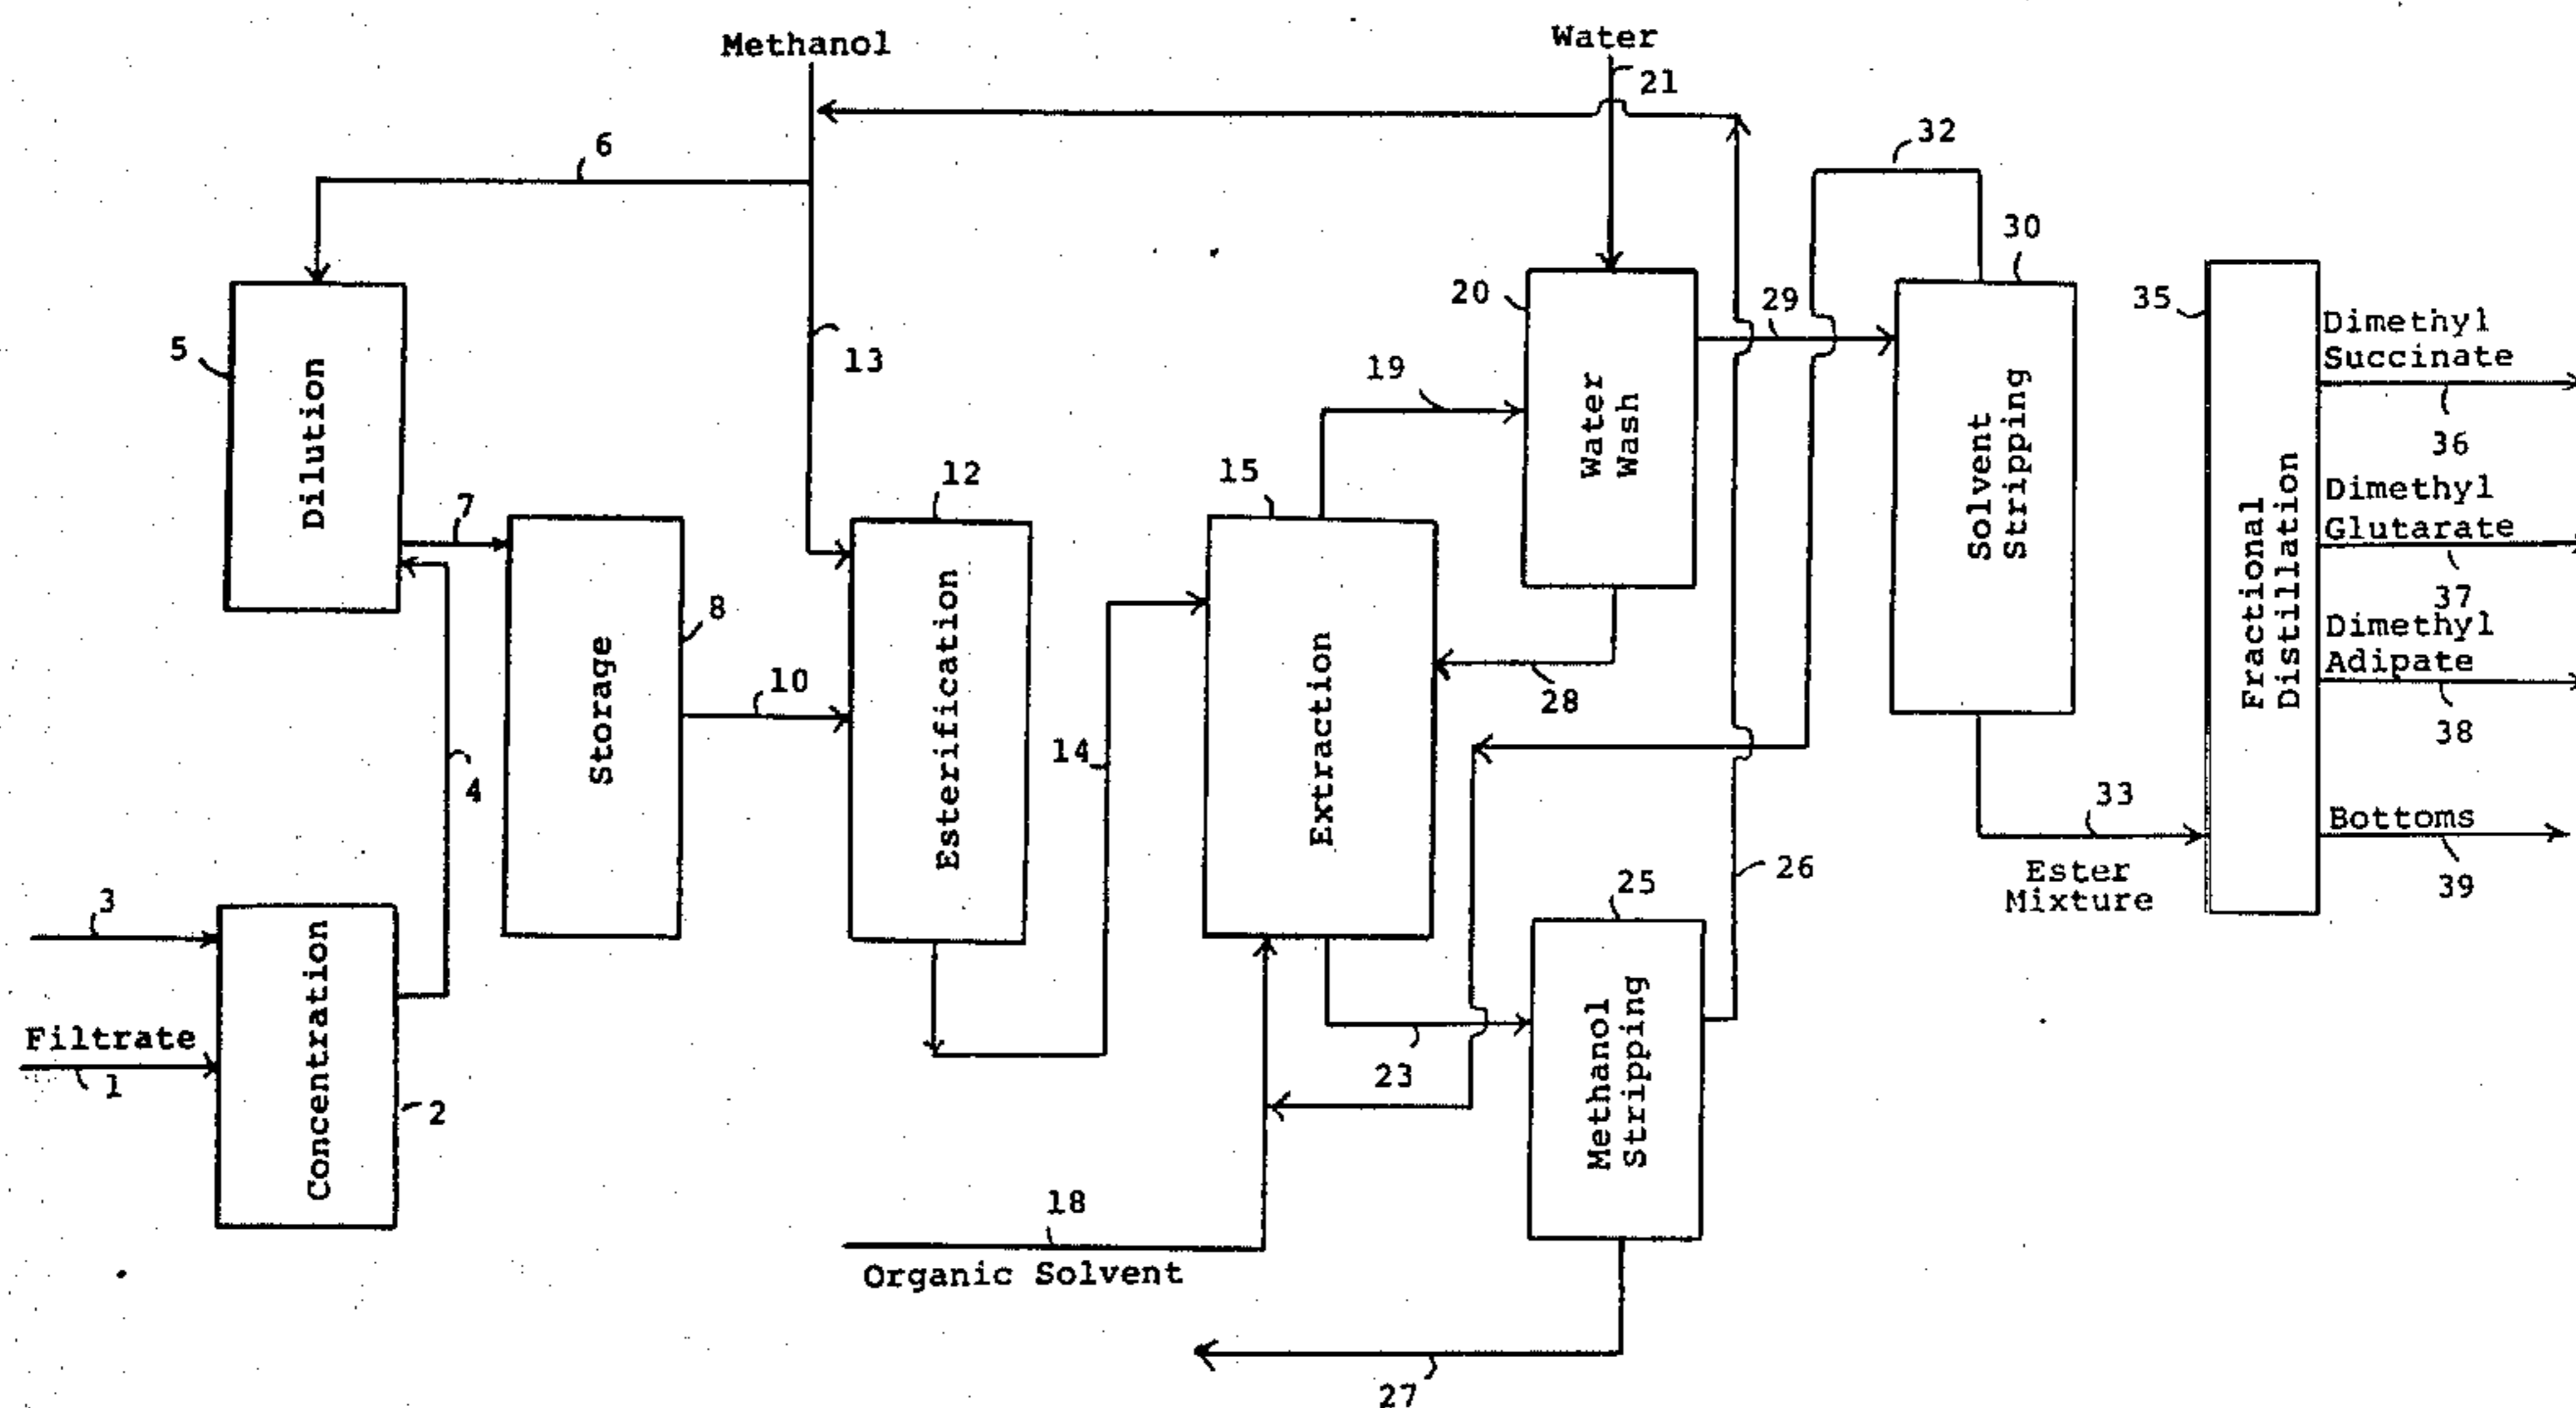 Methanol
Water
21
6
32
30
5
Dilution
13
20
Water
Wash
29
35
Dimethyl
Succinate
36
19
Solvent
Stripping
7
12
15
Dimethyl
Glutarate
37
Fractional
Distillation
Storage
8
Esterification
Extraction
28
Dimethyl
Adipate
38
10
14
4
33
Ester
Mixture
Bottoms
39
3
Filtrate
1
Concentration
2
23
25
26
Methanol
Stripping
18
Organic Solvent
27